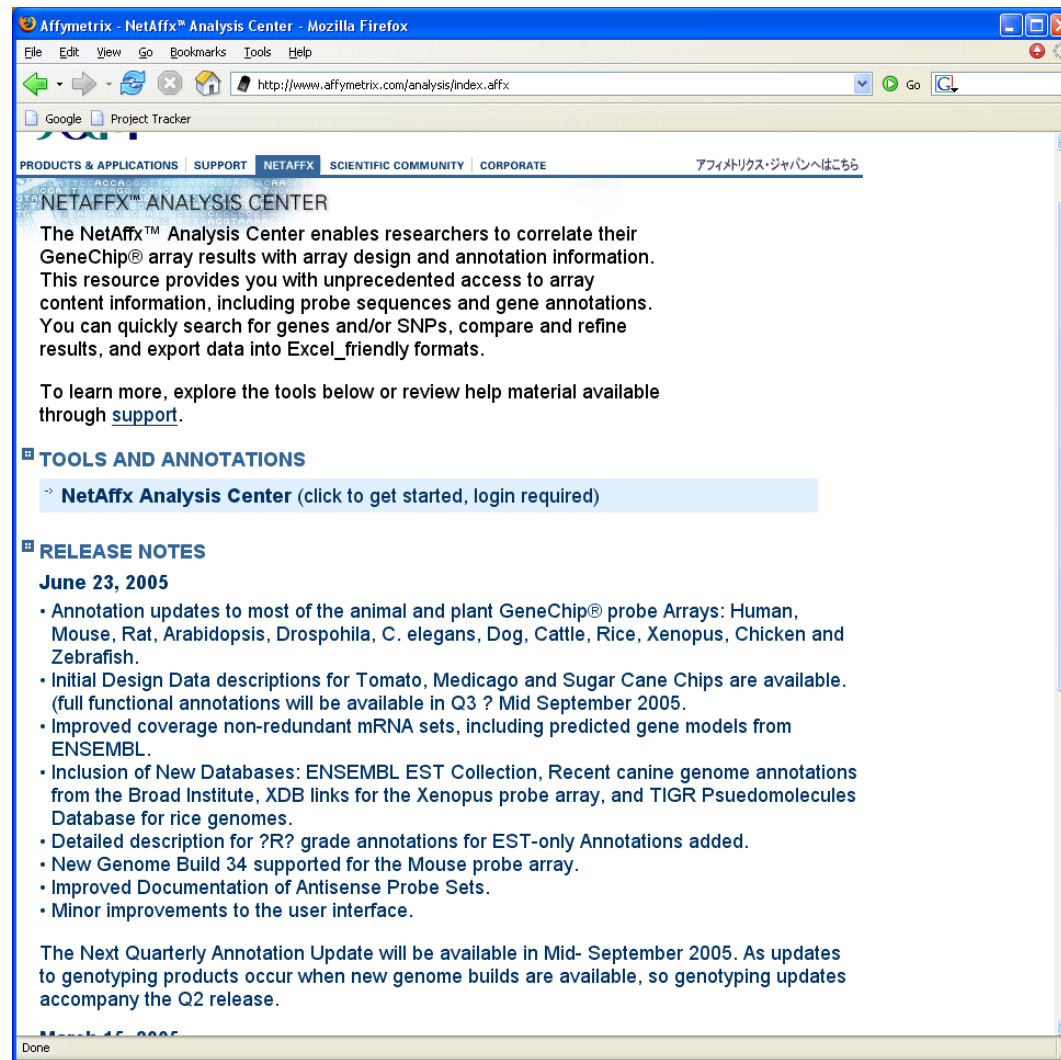 Affymetrix - NetAffx™ Analysis Center - Mozilla Firefox
File Edit View Go Bookmarks Tools Help
http://www.affymetrix.com/analysis/index.affx Go G
Google Project Tracker
PRODUCTS & APPLICATIONS SUPPORT NETAFFX SCIENTIFIC COMMUNITY CORPORATE アフィメトリクス・ジャパンへはこちら
NETAFFX™ ANALYSIS CENTER
The NetAffx™ Analysis Center enables researchers to correlate their
GeneChip® array results with array design and annotation information.
This resource provides you with unprecedented access to array
content information, including probe sequences and gene annotations.
You can quickly search for genes and/or SNPs, compare and refine
results, and export data into Excel_friendly formats.
To learn more, explore the tools below or review help material available
through support.
TOOLS AND ANNOTATIONS
NetAffx Analysis Center (click to get started, login required)
RELEASE NOTES
June 23, 2005
• Annotation updates to most of the animal and plant GeneChip® probe Arrays: Human,
Mouse, Rat, Arabidopsis, Drospohila, C. elegans, Dog, Cattle, Rice, Xenopus, Chicken and
Zebrafish.
• Initial Design Data descriptions for Tomato, Medicago and Sugar Cane Chips are available.
(full functional annotations will be available in Q3 ? Mid September 2005.
• Improved coverage non-redundant mRNA sets, including predicted gene models from
ENSEMBL.
• Inclusion of New Databases: ENSEMBL EST Collection, Recent canine genome annotations
from the Broad Institute, XDB links for the Xenopus probe array, and TIGR Psuedomolecules
Database for rice genomes.
• Detailed description for ?R? grade annotations for EST-only Annotations added.
• New Genome Build 34 supported for the Mouse probe array.
• Improved Documentation of Antisense Probe Sets.
• Minor improvements to the user interface.
The Next Quarterly Annotation Update will be available in Mid- September 2005. As updates
to genotyping products occur when new genome builds are available, so genotyping updates
accompany the Q2 release.
March 15, 2005
Done